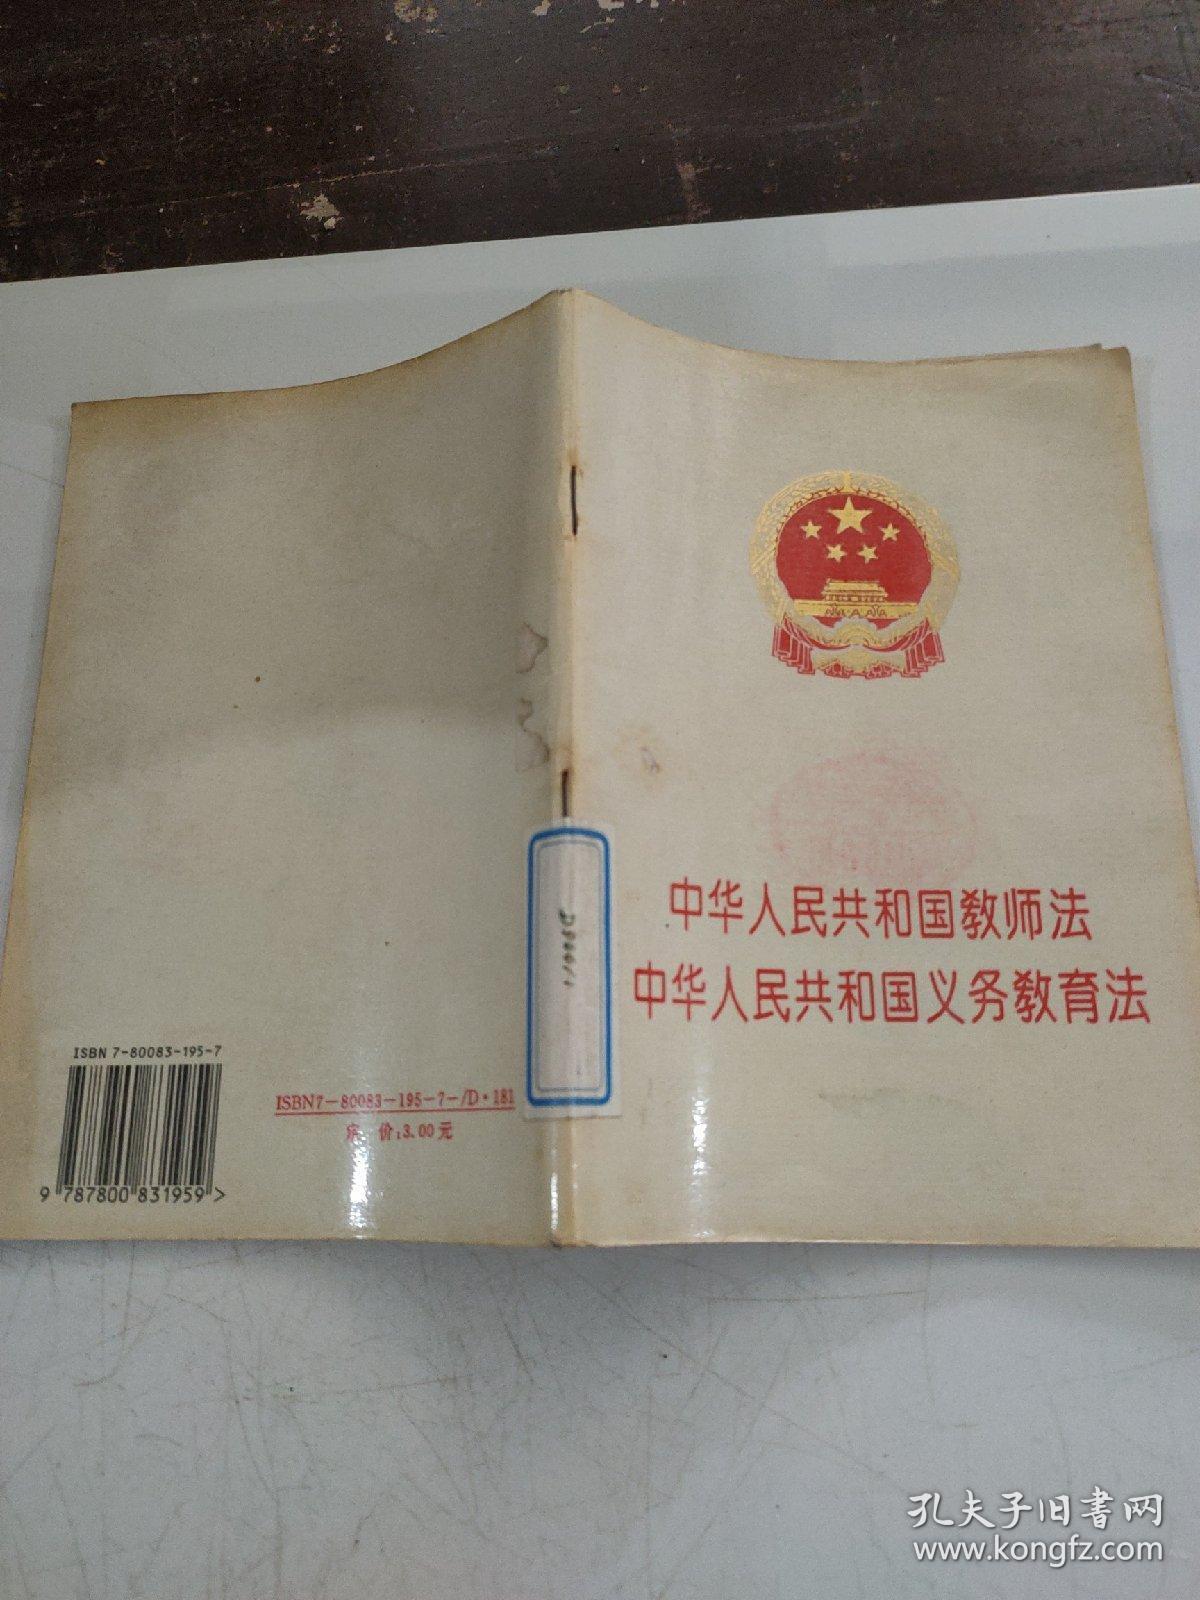 中华人民共和国教师法
中华人民共和国义务教育法
ISBN 7-80083-195-7
9 787800 831959 >
ISBN7-80083-195-7-/D·181
定 价:3.00元
孔夫子旧书网
www.kongfz.com